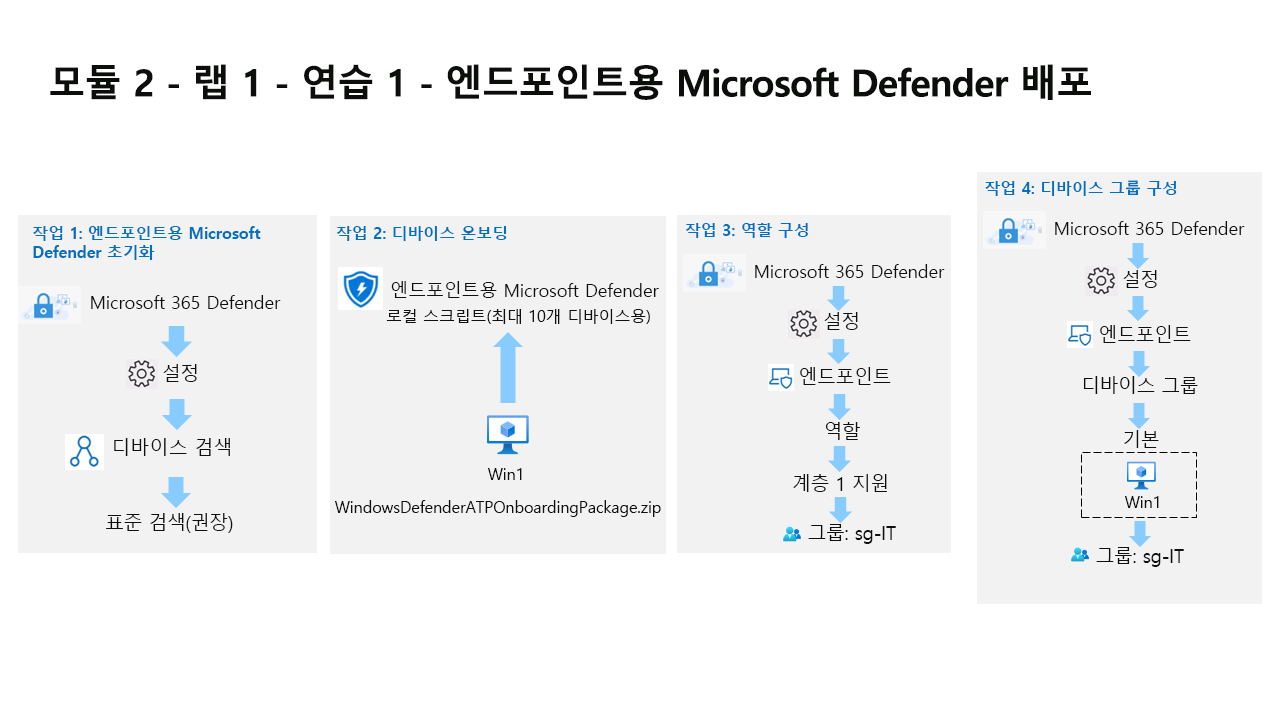 모듈 2 - 랩 1 - 연습 1 - 엔드포인트용 Microsoft Defender 배포
작업 1: 엔드포인트용 Microsoft
Defender 초기화
Microsoft 365 Defender
설정
디바이스 검색
표준 검색(권장)
작업 2: 디바이스 온보딩
엔드포인트용 Microsoft Defender
로컬 스크립트(최대 10개 디바이스용)
Win1
WindowsDefenderATPOnboardingPackage.zip
작업 3: 역할 구성
Microsoft 365 Defender
설정
엔드포인트
역할
계층 1 지원
그룹: sg-IT
작업 4: 디바이스 그룹 구성
Microsoft 365 Defender
설정
엔드포인트
디바이스 그룹
기본
Win1
그룹: sg-IT